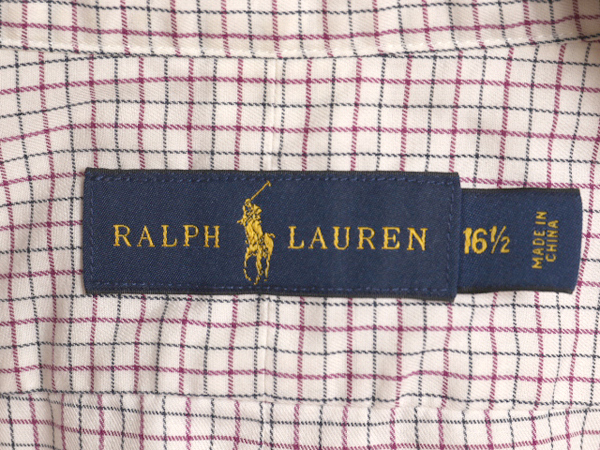 RALPH LAUREN
16½
MADE IN
CHINA